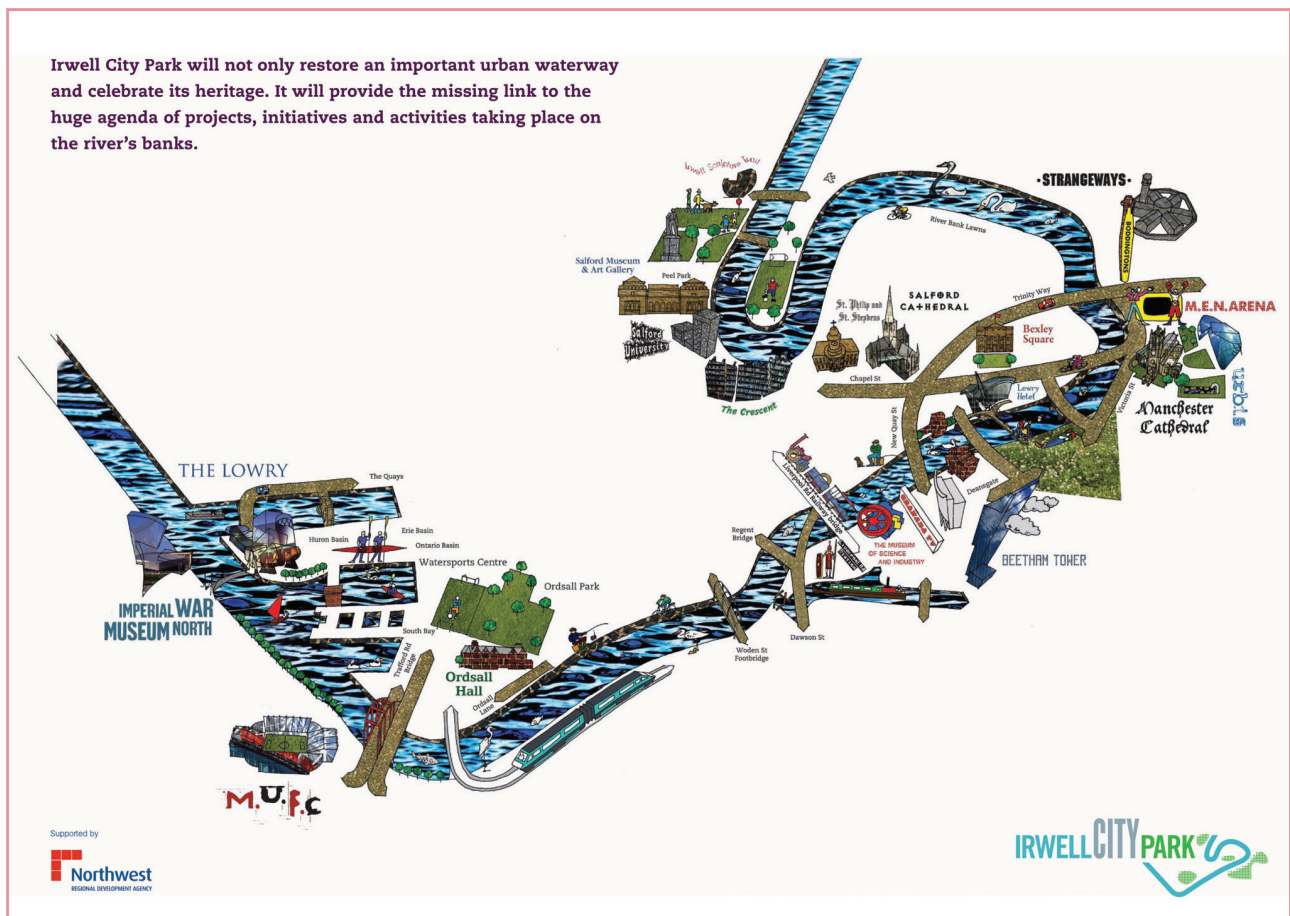 Irwell City Park will not only restore an important urban waterway
and celebrate its heritage. It will provide the missing link to the
huge agenda of projects, initiatives and activities taking place on
the river’s banks.
Irwell Sculpture Trail
·STRANGEWAYS·
BODDINGTONS
River Bank Lawns
Salford Museum
& Art Gallery
Peel Park
Trinity Way
M.E.N. ARENA
St. Philip and
St. Stephens
SALFORD
CATHEDRAL
Bexley
Square
Salford
University
urbis
Chapel St
Lowry
Hotel
Victoria St
The Crescent
Manchester
Cathedral
New Quay St
THE LOWRY
The Quays
Liverpool Rd Railway bridge
Deansgate
GRANADA TV
Erie Basin
Huron Basin
Ontario Basin
Regent
Bridge
THE MUSEUM
OF SCIENCE
AND INDUSTRY
BEETHAM TOWER
Watersports Centre
Ordsall Park
IMPERIAL WAR
MUSEUM NORTH
South Bay
Trafford Rd
Bridge
Dawson St
Woden St
Footbridge
Ordsall
Hall
Ordsall
Lane
M.U.F.C
Supported by
Northwest
REGIONAL DEVELOPMENT AGENCY
IRWELL CITY PARK